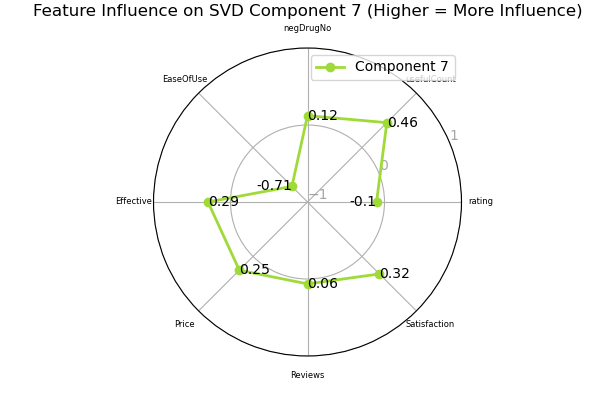 Feature Influence on SVD Component 7 (Higher = More Influence)
negDrugNo
Component 7
EaseOfUse
usefulCount
0.12
0.46
1
0
-0.71
−1
Effective
0.29
-0.1
rating
0.25
0.06
0.32
Price
Satisfaction
Reviews